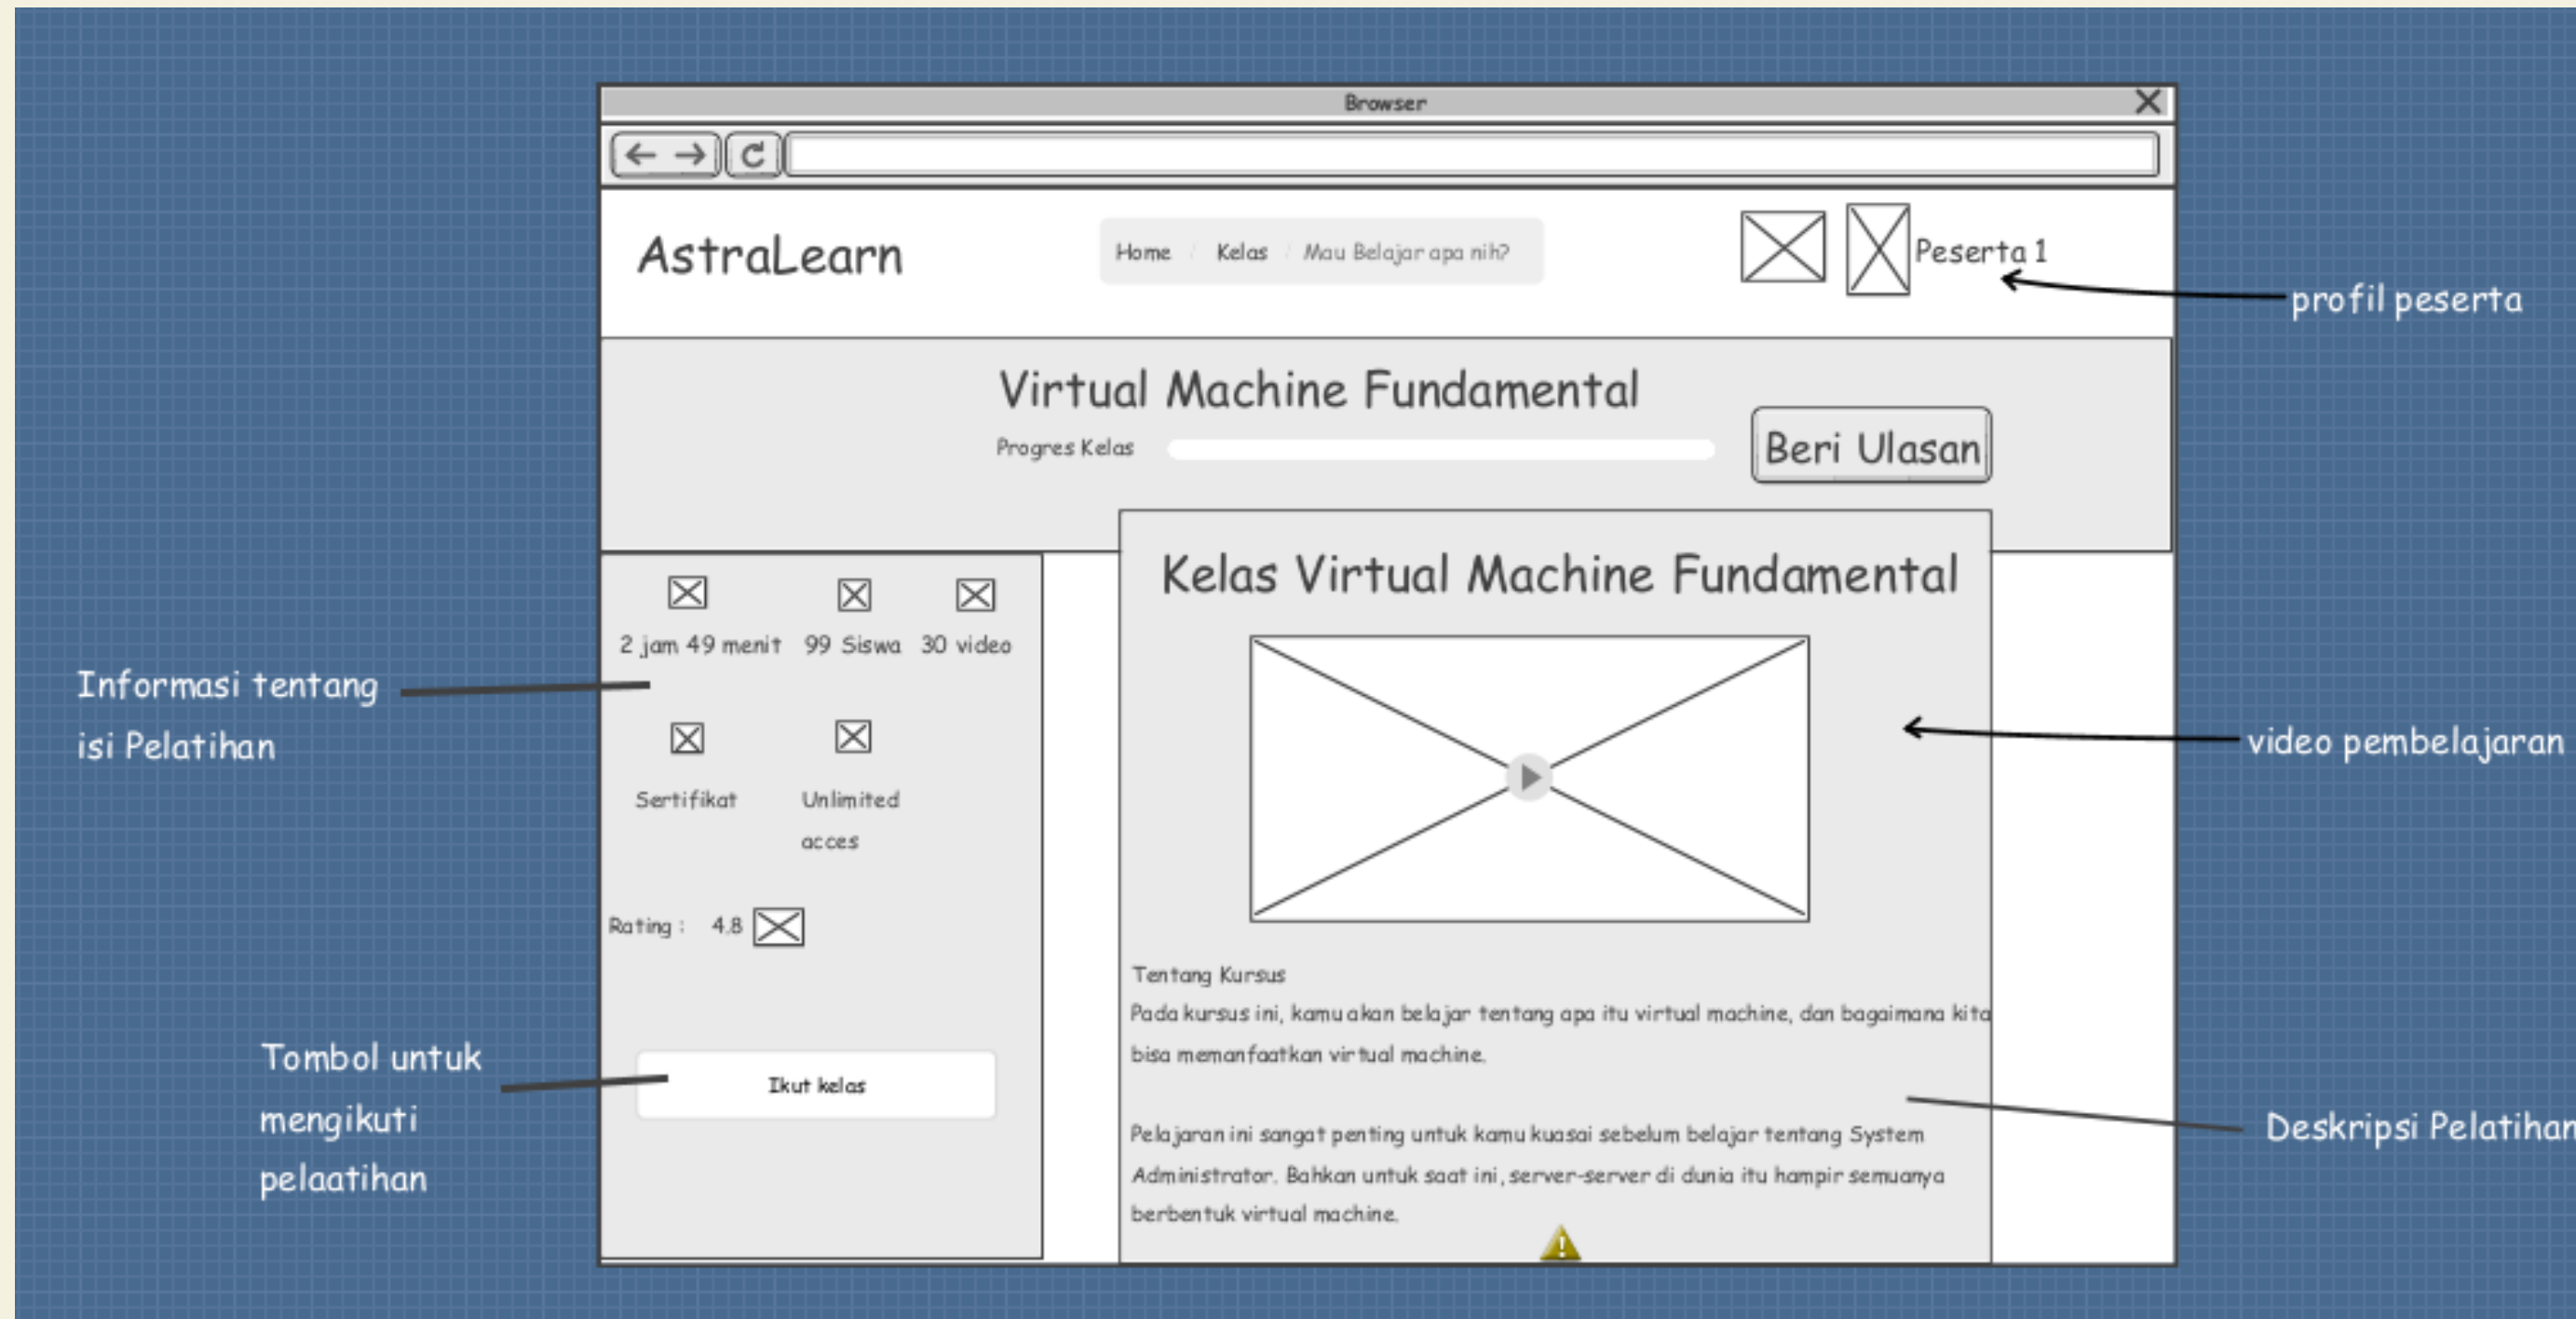 Browser
AstraLearn
Home / Kelas / Mau Belajar apa nih?
Peserta 1
profil peserta
Virtual Machine Fundamental
Progres Kelas
Beri Ulasan
Informasi tentang
isi Pelatihan
2 jam 49 menit
99 Siswa
30 video
Sertifikat
Unlimited
acces
Rating : 4.8
Tombol untuk
mengikuti
pelaatihan
Ikut kelas
Kelas Virtual Machine Fundamental
video pembelajaran
Tentang Kursus
Pada kursus ini, kamu akan belajar tentang apa itu virtual machine, dan bagaimana kita
bisa memanfaatkan virtual machine.
Pelajaran ini sangat penting untuk kamu kuasai sebelum belajar tentang System
Administrator. Bahkan untuk saat ini, server-server di dunia itu hampir semuanya
berbentuk virtual machine.
Deskripsi Pelatihan